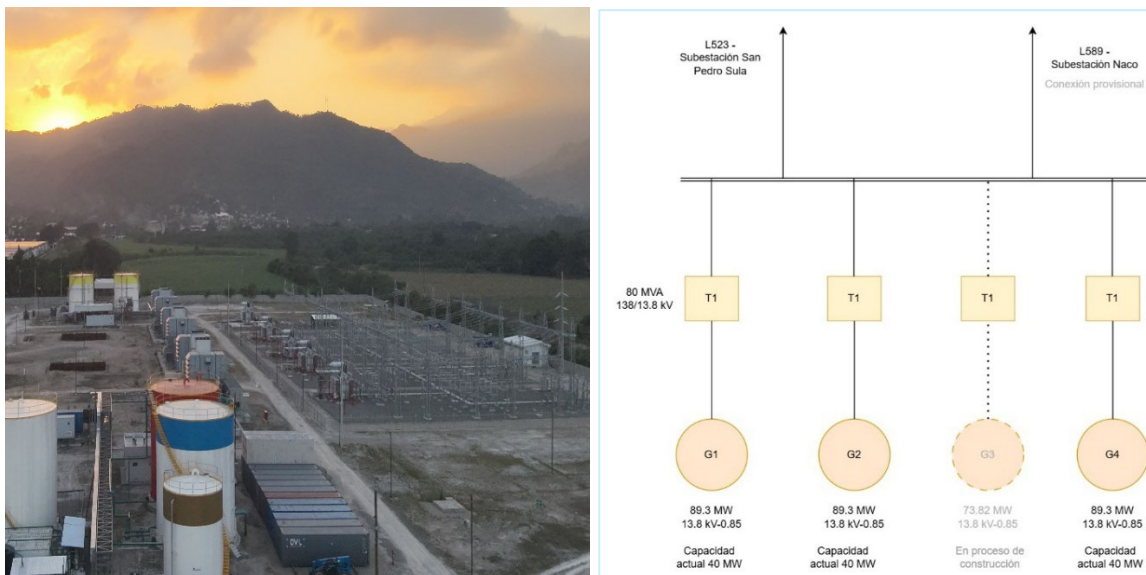 L523 -
Subestación San
Pedro Sula
L589 -
Subestación Naco
Conexión provisional
80 MVA
138/13.8 kV
T1
T1
T1
T1
G1
G2
G3
G4
89.3 MW
13.8 kV-0.85
89.3 MW
13.8 kV-0.85
73.82 MW
13.8 kV-0.85
89.3 MW
13.8 kV-0.85
Capacidad
actual 40 MW
Capacidad
actual 40 MW
En proceso de
construcción
Capacidad
actual 40 MW